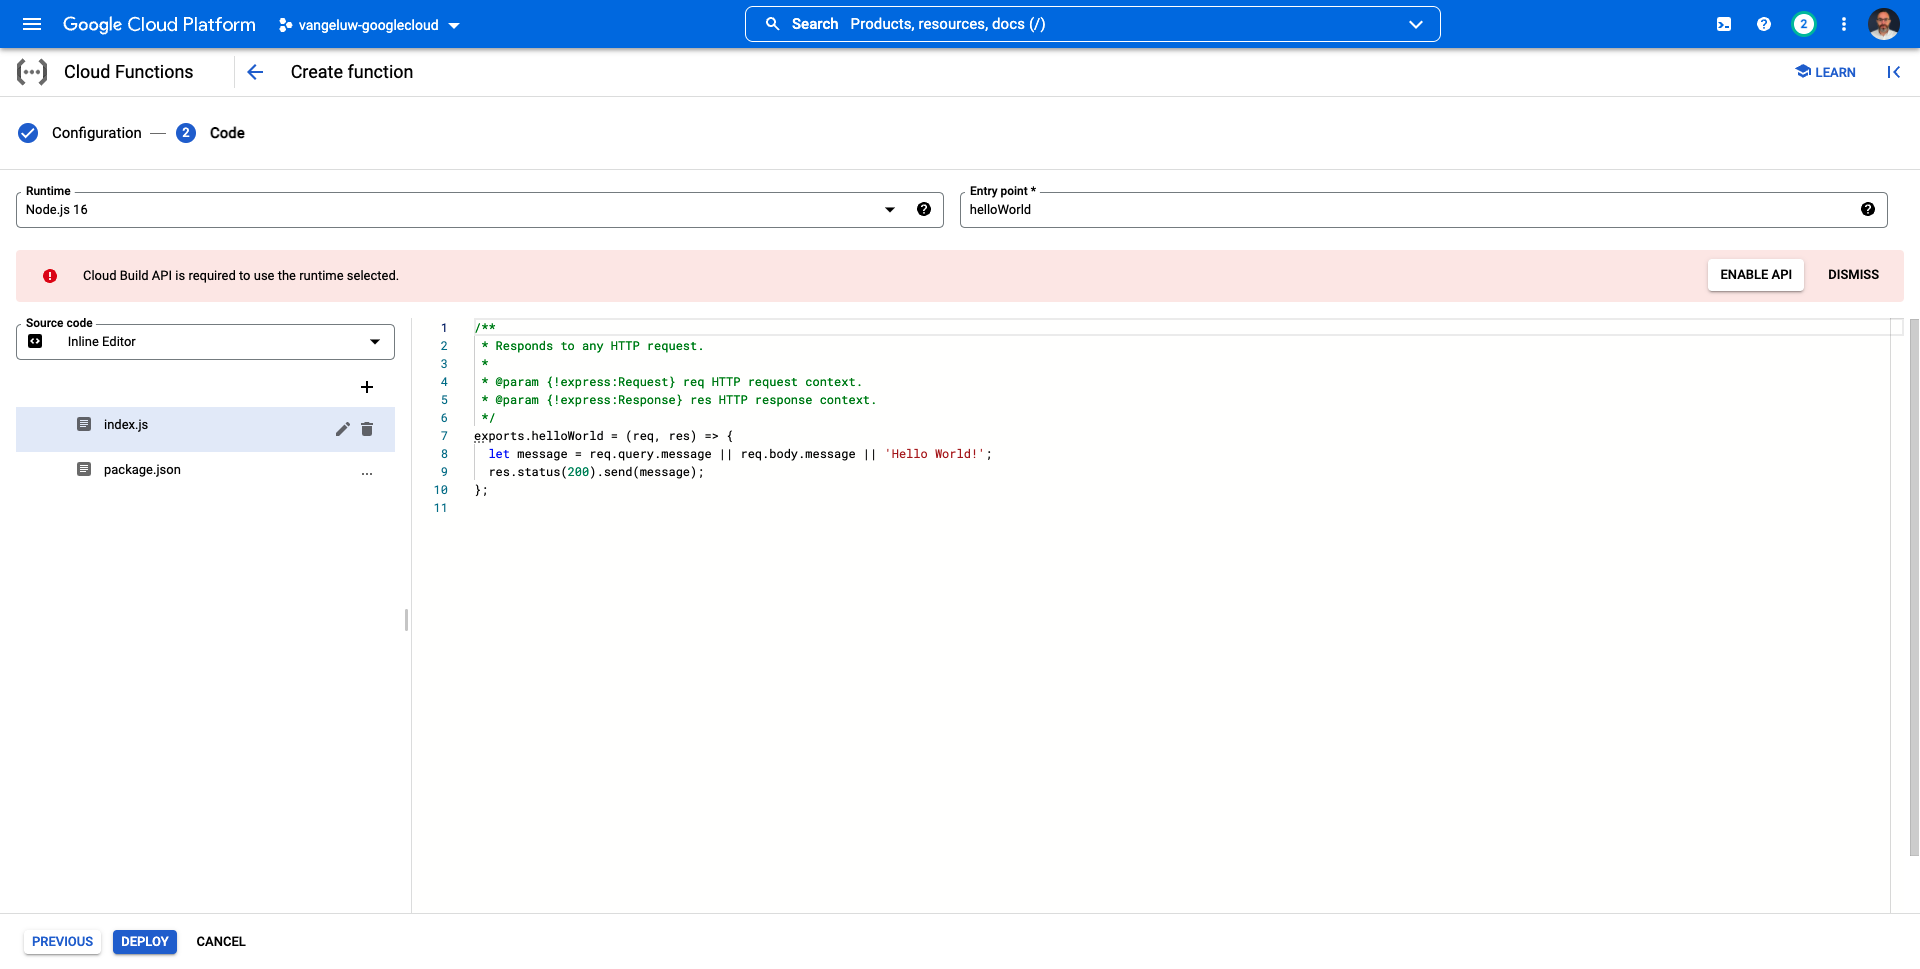 Google Cloud Platform
vangeluw-googlecloud
Search Products, resources, docs (/)
2
Cloud Functions
Create function
LEARN
Configuration
2 Code
Runtime
Node.js 16
Entry point *
helloWorld
Cloud Build API is required to use the runtime selected.
ENABLE API
DISMISS
Source code
Inline Editor
index.js
package.json
...
1 /**
2  * Responds to any HTTP request.
3  *
4  * @param {!express:Request} req HTTP request context.
5  * @param {!express:Response} res HTTP response context.
6  */
7 exports.helloWorld = (req, res) => {
8   let message = req.query.message || req.body.message || 'Hello World!';
9   res.status(200).send(message);
10 };
11
PREVIOUS
DEPLOY
CANCEL